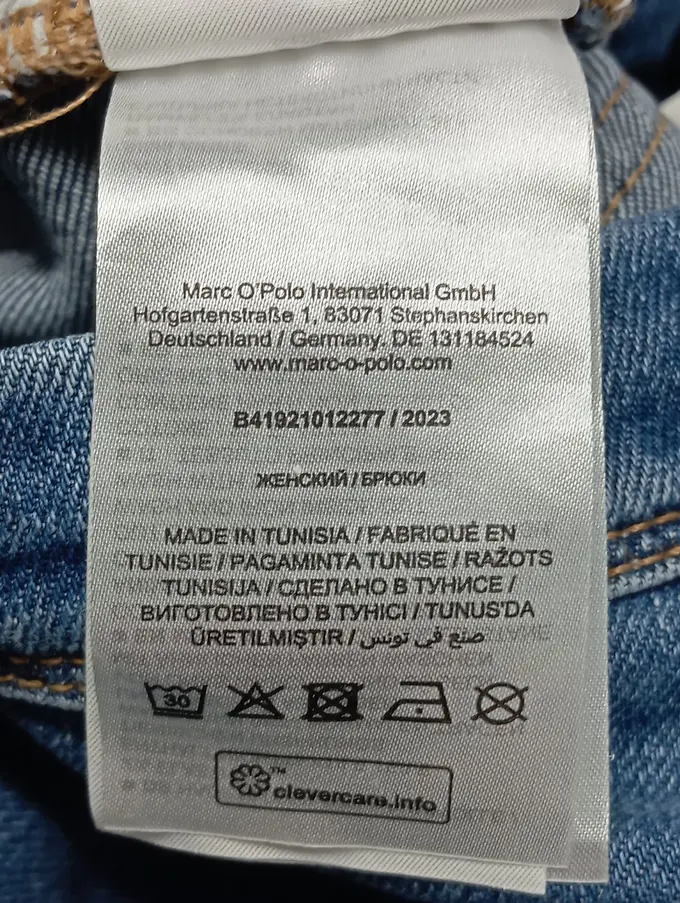 Marc O'Polo International GmbH
Hofgartenstraße 1, 83071 Stephanskirchen
Deutschland / Germany. DE 131184524
www.marc-o-polo.com
B41921012277 / 2023
ЖЕНСКИЙ / БРЮКИ
MADE IN TUNISIA / FABRIQUÉ EN
TUNISIE / PAGAMINTA TUNISE / RAŽOTS
TUNISIJA / СДЕЛАНО В ТУНИСЕ /
ВИГОТОВЛЕНО В ТУНІСІ / TUNUS'DA
ÜRETILMIŞTIR / صنع في تونس
30
™
clevercare.info